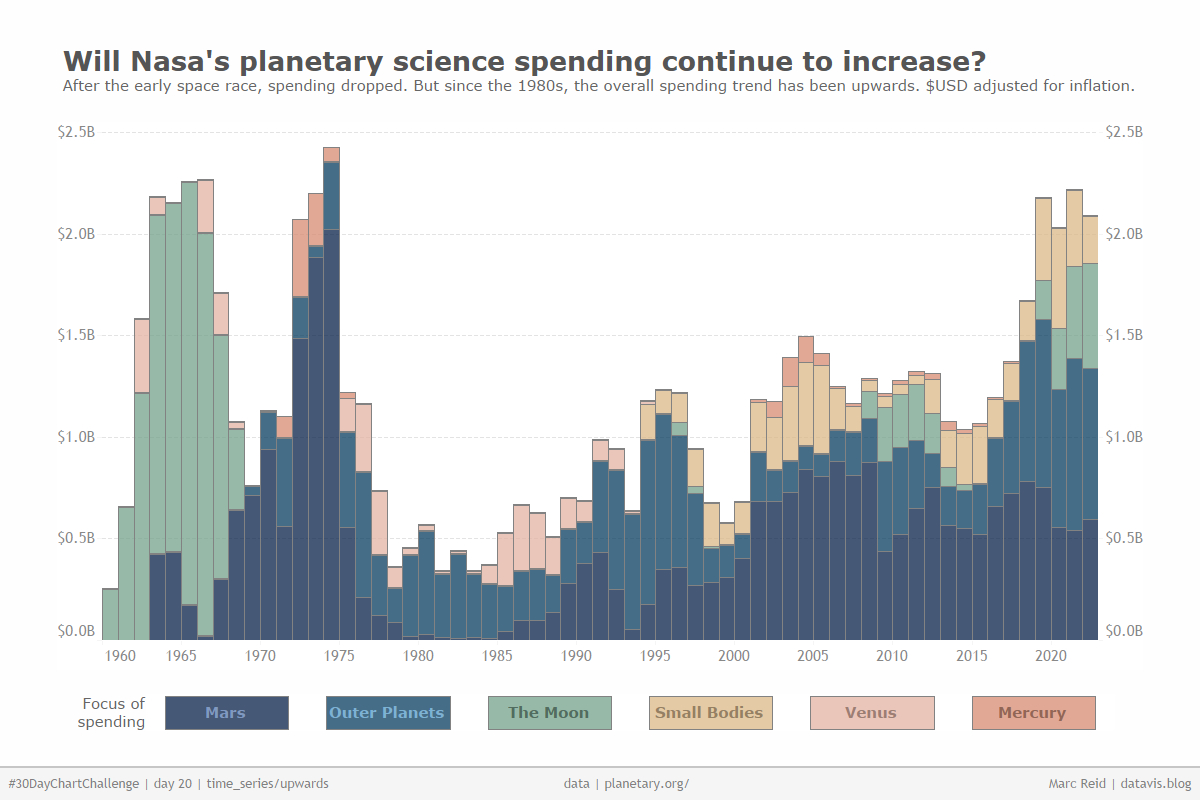 Will Nasa's planetary science spending continue to increase?
After the early space race, spending dropped. But since the 1980s, the overall spending trend has been upwards. $USD adjusted for inflation.
$2.5B $2.5B
$2.0B $2.0B
$1.5B $1.5B
$1.0B $1.0B
$0.5B $0.5B
$0.0B $0.0B
1960 1965 1970 1975 1980 1985 1990 1995 2000 2005 2010 2015 2020
Focus of
spending
Mars Outer Planets The Moon Small Bodies Venus Mercury
#30DayChartChallenge | day 20 | time_series/upwards data | planetary.org/ Marc Reid | datavis.blog